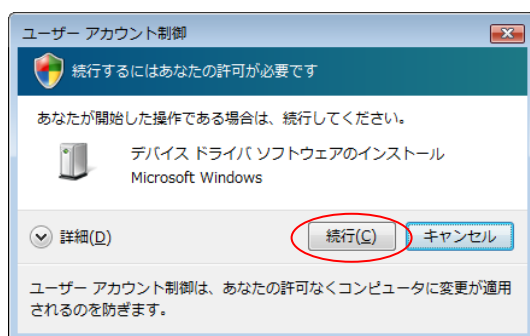 ユーザー アカウント制御
続行するにはあなたの許可が必要です
あなたが開始した操作である場合は、続行してください。
デバイス ドライバ ソフトウェアのインストール
Microsoft Windows
詳細(D)
続行(C)
キャンセル
ユーザー アカウント制御は、あなたの許可なくコンピュータに変更が適用
されるのを防ぎます。